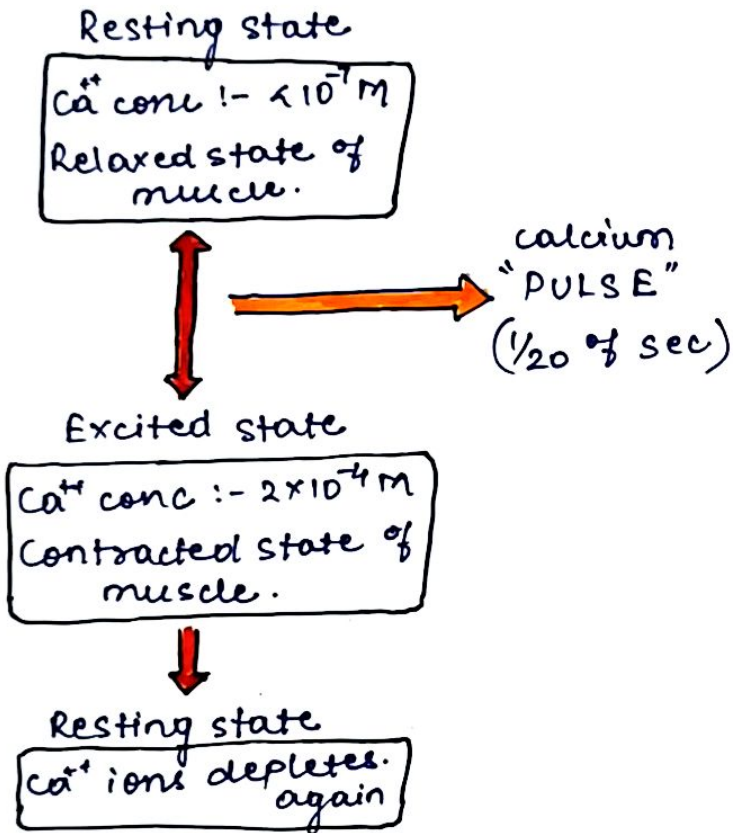 Resting state
Ca⁺⁺ conc :- <10⁻⁷ M
Relaxed state of
muscle.
calcium
"PULSE"
(1/20 of sec)
Excited state
Ca⁺⁺ conc :- 2×10⁻⁴ M
Contracted state of
muscle.
Resting state
Ca⁺⁺ ions depletes.
again